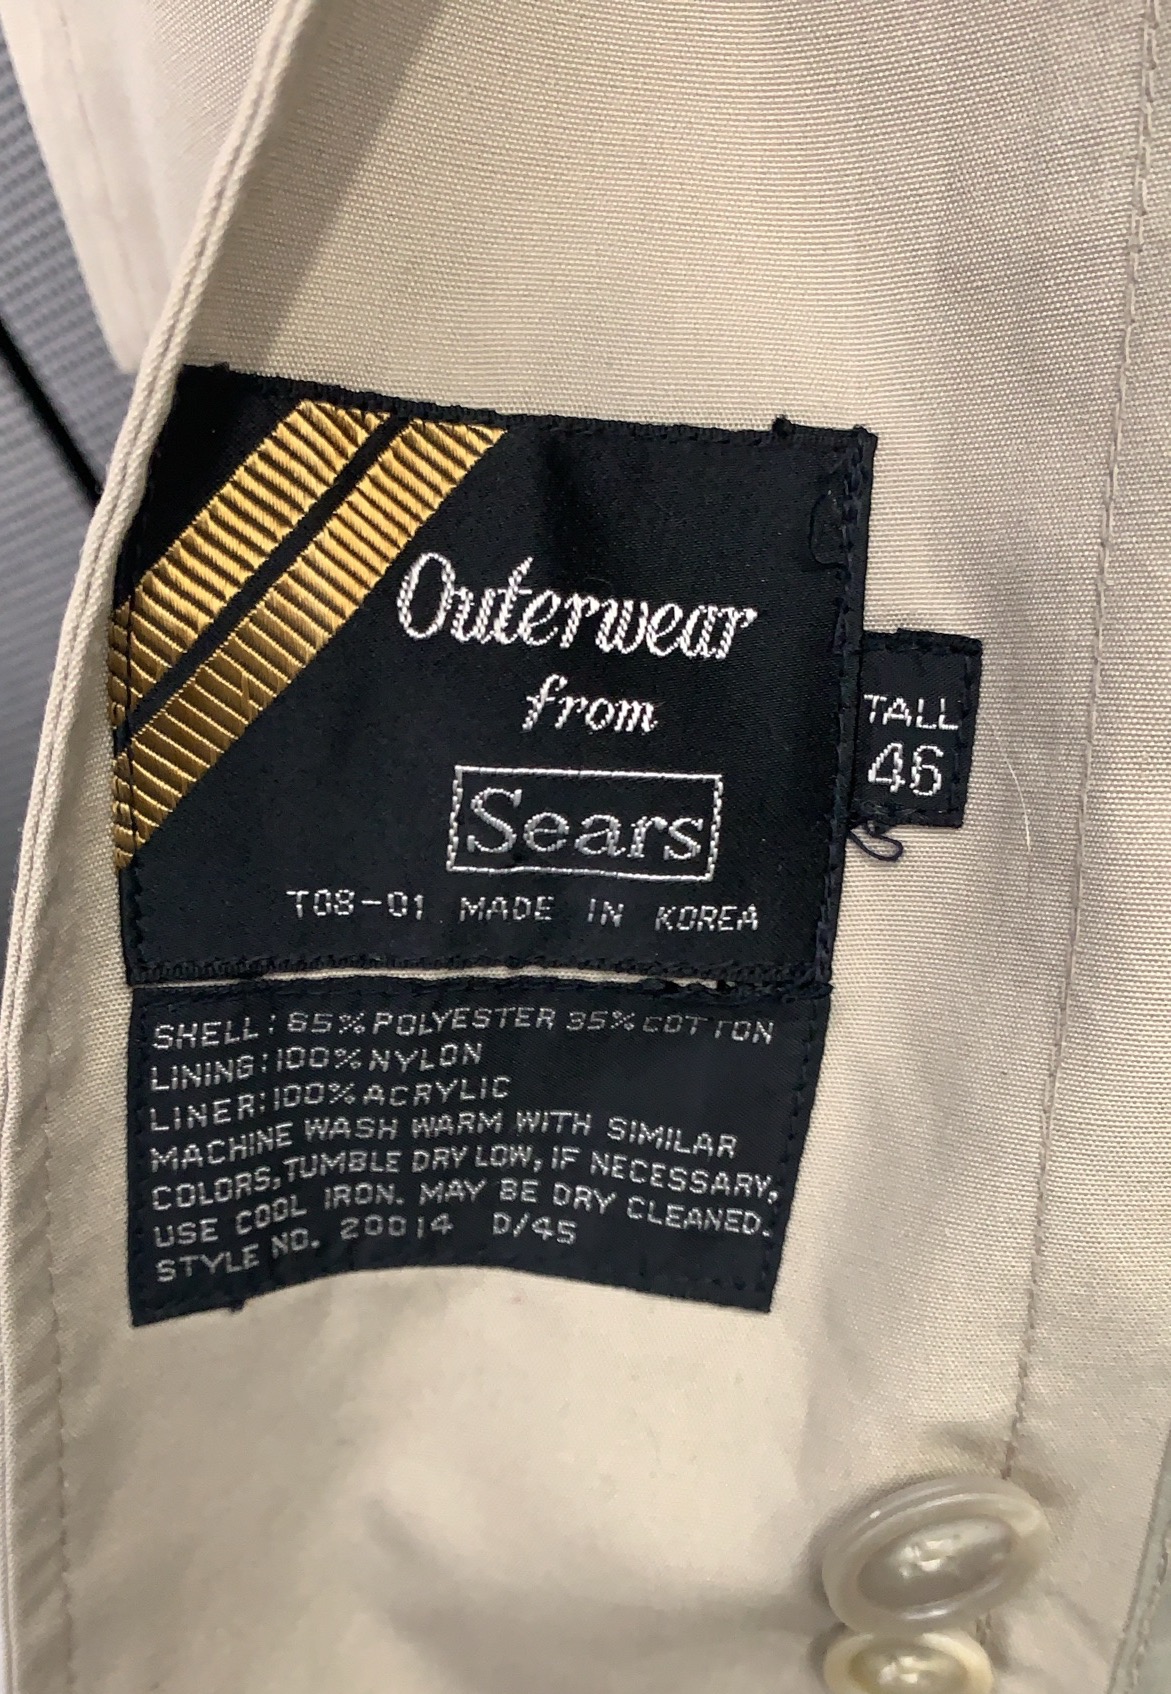 Outerwear
from
Sears
T08-01 MADE IN KOREA
TALL
46
SHELL: 65% POLYESTER 35% COTTON
LINING: 100% NYLON
LINER: 100% ACRYLIC
MACHINE WASH WARM WITH SIMILAR
COLORS, TUMBLE DRY LOW, IF NECESSARY,
USE COOL IRON. MAY BE DRY CLEANED.
STYLE NO. 20014 D/45